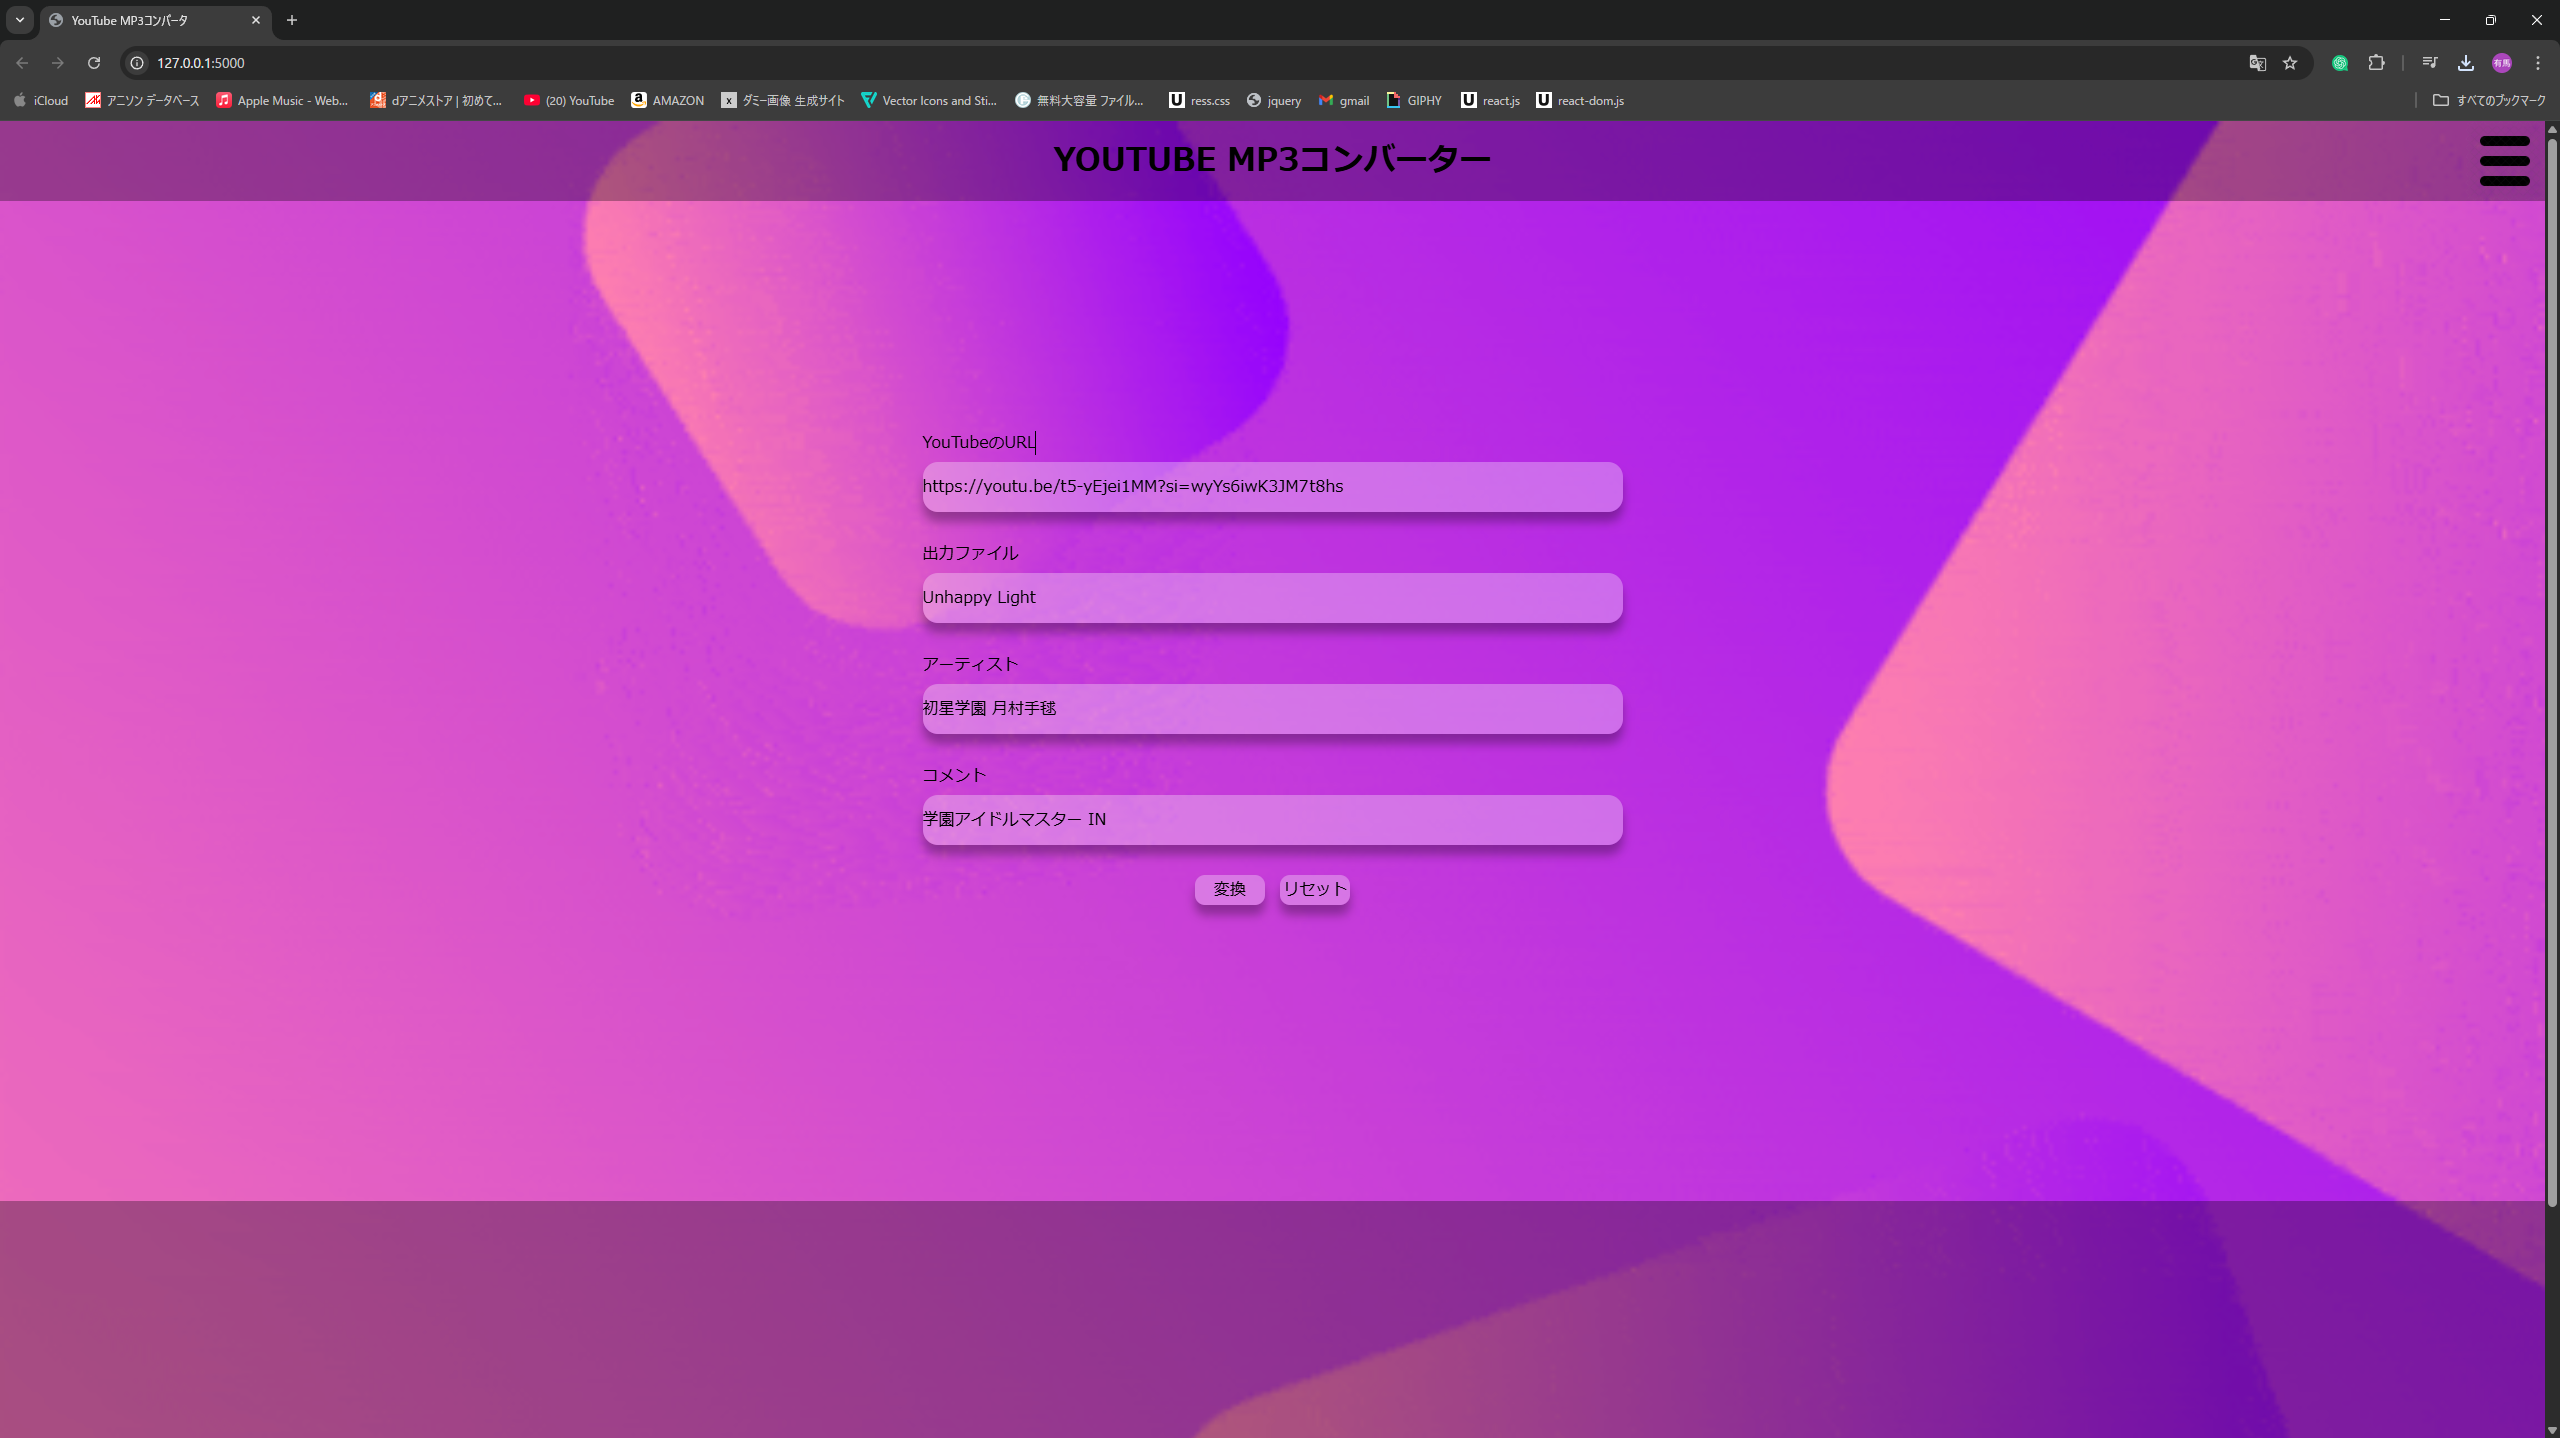 YouTube MP3コンバータ
127.0.0.1:5000
iCloud アニソン データベース Apple Music - Web... dアニメストア | 初めて... (20) YouTube AMAZON ダミー画像 生成サイト Vector Icons and Sti... 無料大容量 ファイル... ress.css jquery gmail GIPHY react.js react-dom.js すべてのブックマーク
YOUTUBE MP3コンバーター
YouTubeのURL
https://youtu.be/t5-yEjei1MM?si=wyYs6iwK3JM7t8hs
出力ファイル
Unhappy Light
アーティスト
初星学園 月村手毬
コメント
学園アイドルマスター IN
変換 リセット